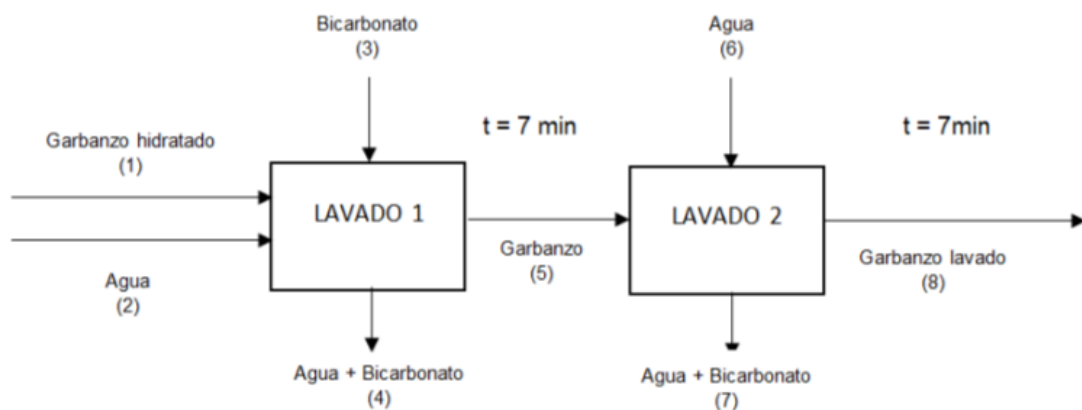 Bicarbonato
(3)
Agua
(6)
t = 7 min
t = 7min
Garbanzo hidratado
(1)
LAVADO 1
LAVADO 2
Agua
(2)
Garbanzo
(5)
Garbanzo lavado
(8)
Agua + Bicarbonato
(4)
Agua + Bicarbonato
(7)